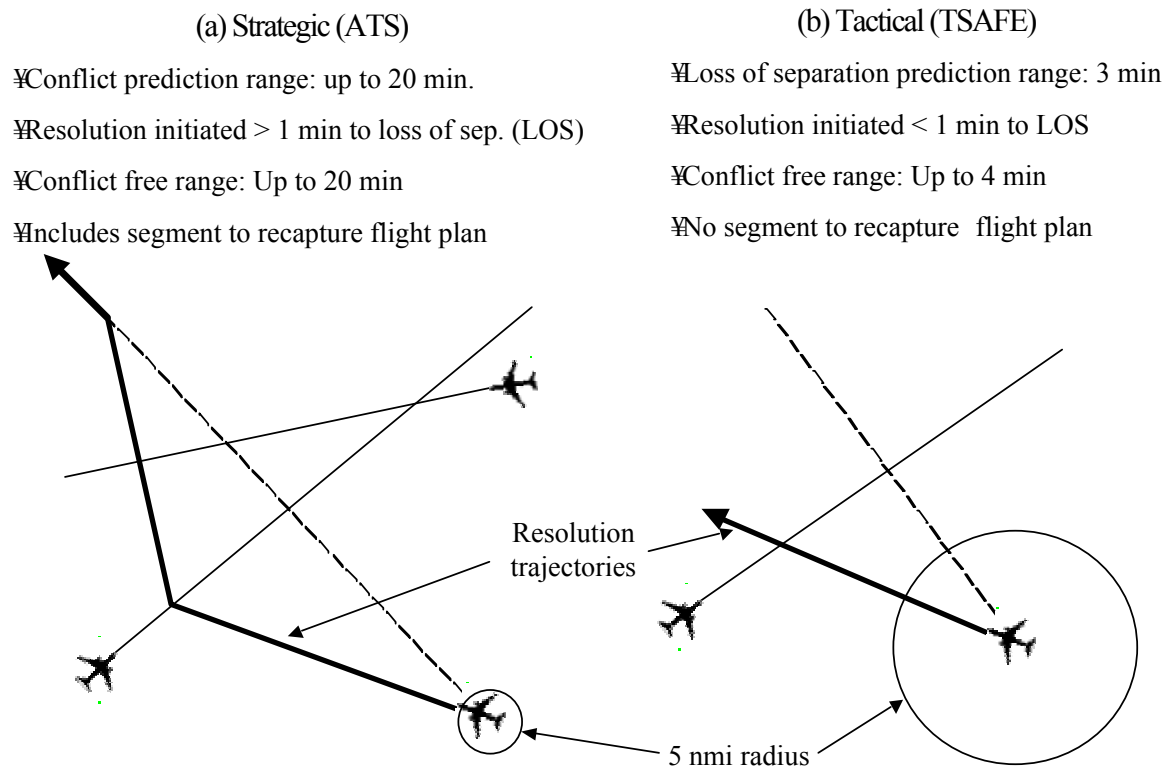 (a) Strategic (ATS)
¥Conflict prediction range: up to 20 min.
¥Resolution initiated > 1 min to loss of sep. (LOS)
¥Conflict free range: Up to 20 min
¥Includes segment to recapture flight plan
(b) Tactical (TSAFE)
¥Loss of separation prediction range: 3 min
¥Resolution initiated < 1 min to LOS
¥Conflict free range: Up to 4 min
¥No segment to recapture flight plan
Resolution
trajectories
5 nmi radius